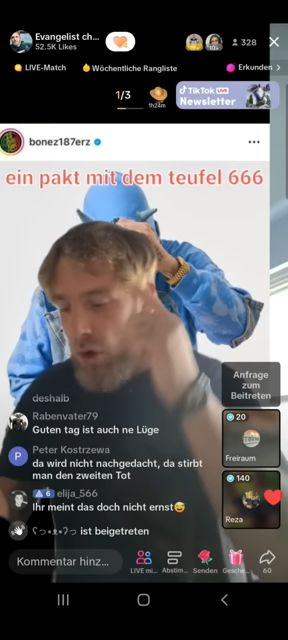 Evangelist ch...
52.5K Likes
328
LIVE-Match
Wöchentliche Rangliste
Erkunden
1/3
1h24m
TikTok LIVE
Newsletter
bonez187erz
ein pakt mit dem teufel 666
Anfrage
zum
Beitreten
deshalb
Rabenvater79
Guten tag ist auch ne Lüge
20
Freiraum
P
Peter Kostrzewa
da wird nicht nachgedacht, da stirbt
man den zweiten Tot
6 elija_566
Ihr meint das doch nicht ernst😅
140
Reza
ist beigetreten
Kommentar hinz...
LIVE mi...
Abstim...
Senden
Gesche...
60